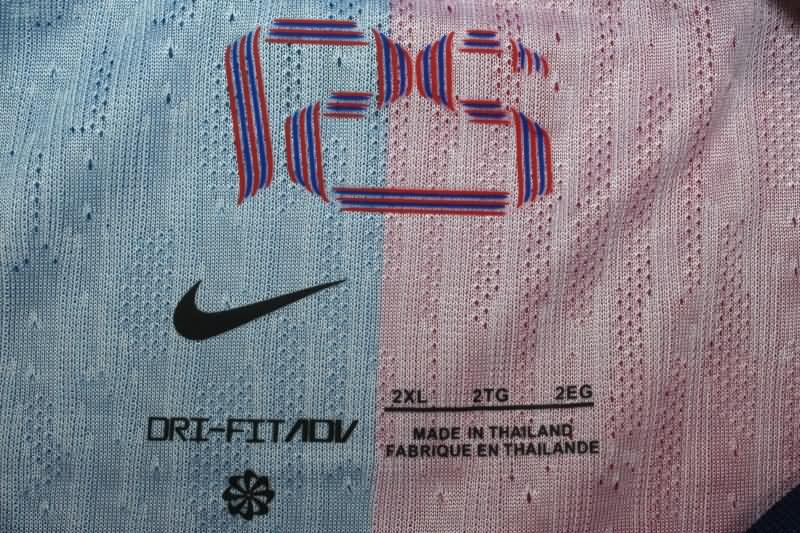 2XL 2TG 2EG
DRI-FIT ADV
MADE IN THAILAND
FABRIQUE EN THAILANDE